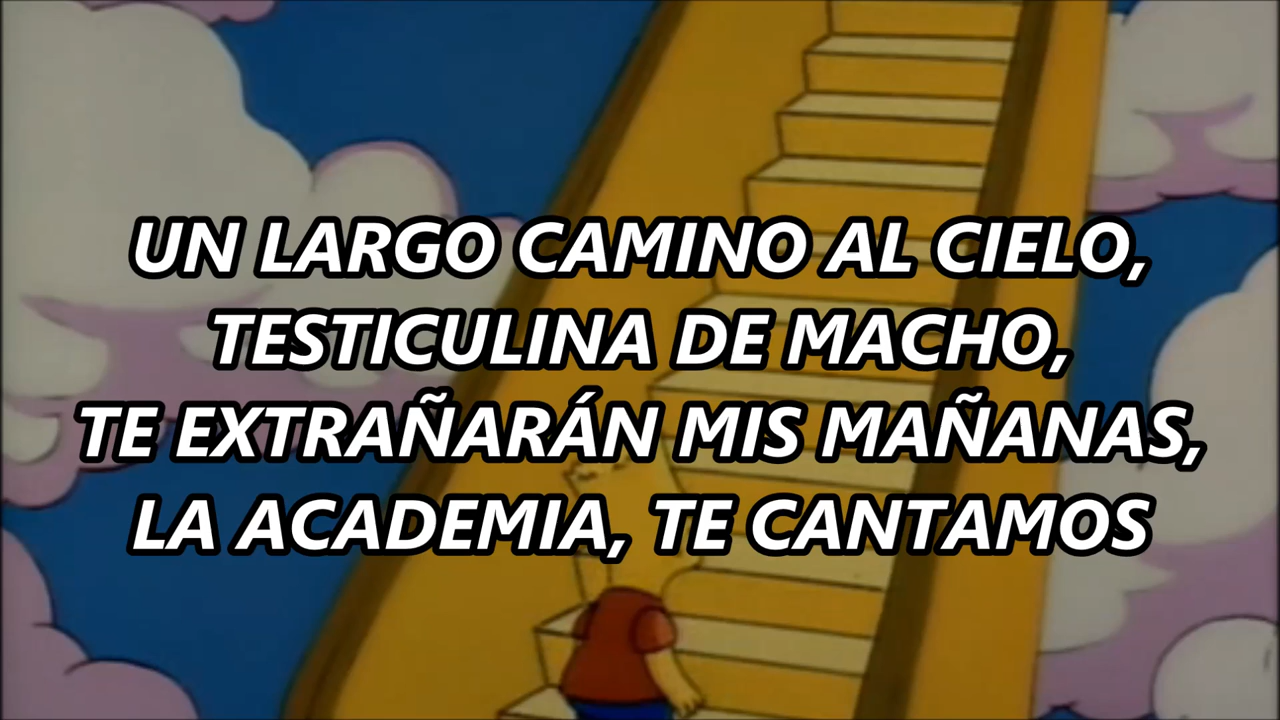 UN LARGO CAMINO AL CIELO,
TESTICULINA DE MACHO,
TE EXTRAÑARÁN MIS MAÑANAS,
LA ACADEMIA, TE CANTAMOS